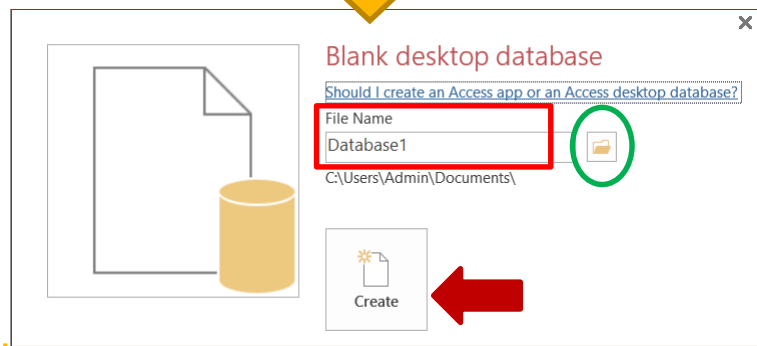 Blank desktop database
Should I create an Access app or an Access desktop database?
File Name
Database1
C:\Users\Admin\Documents\
Create